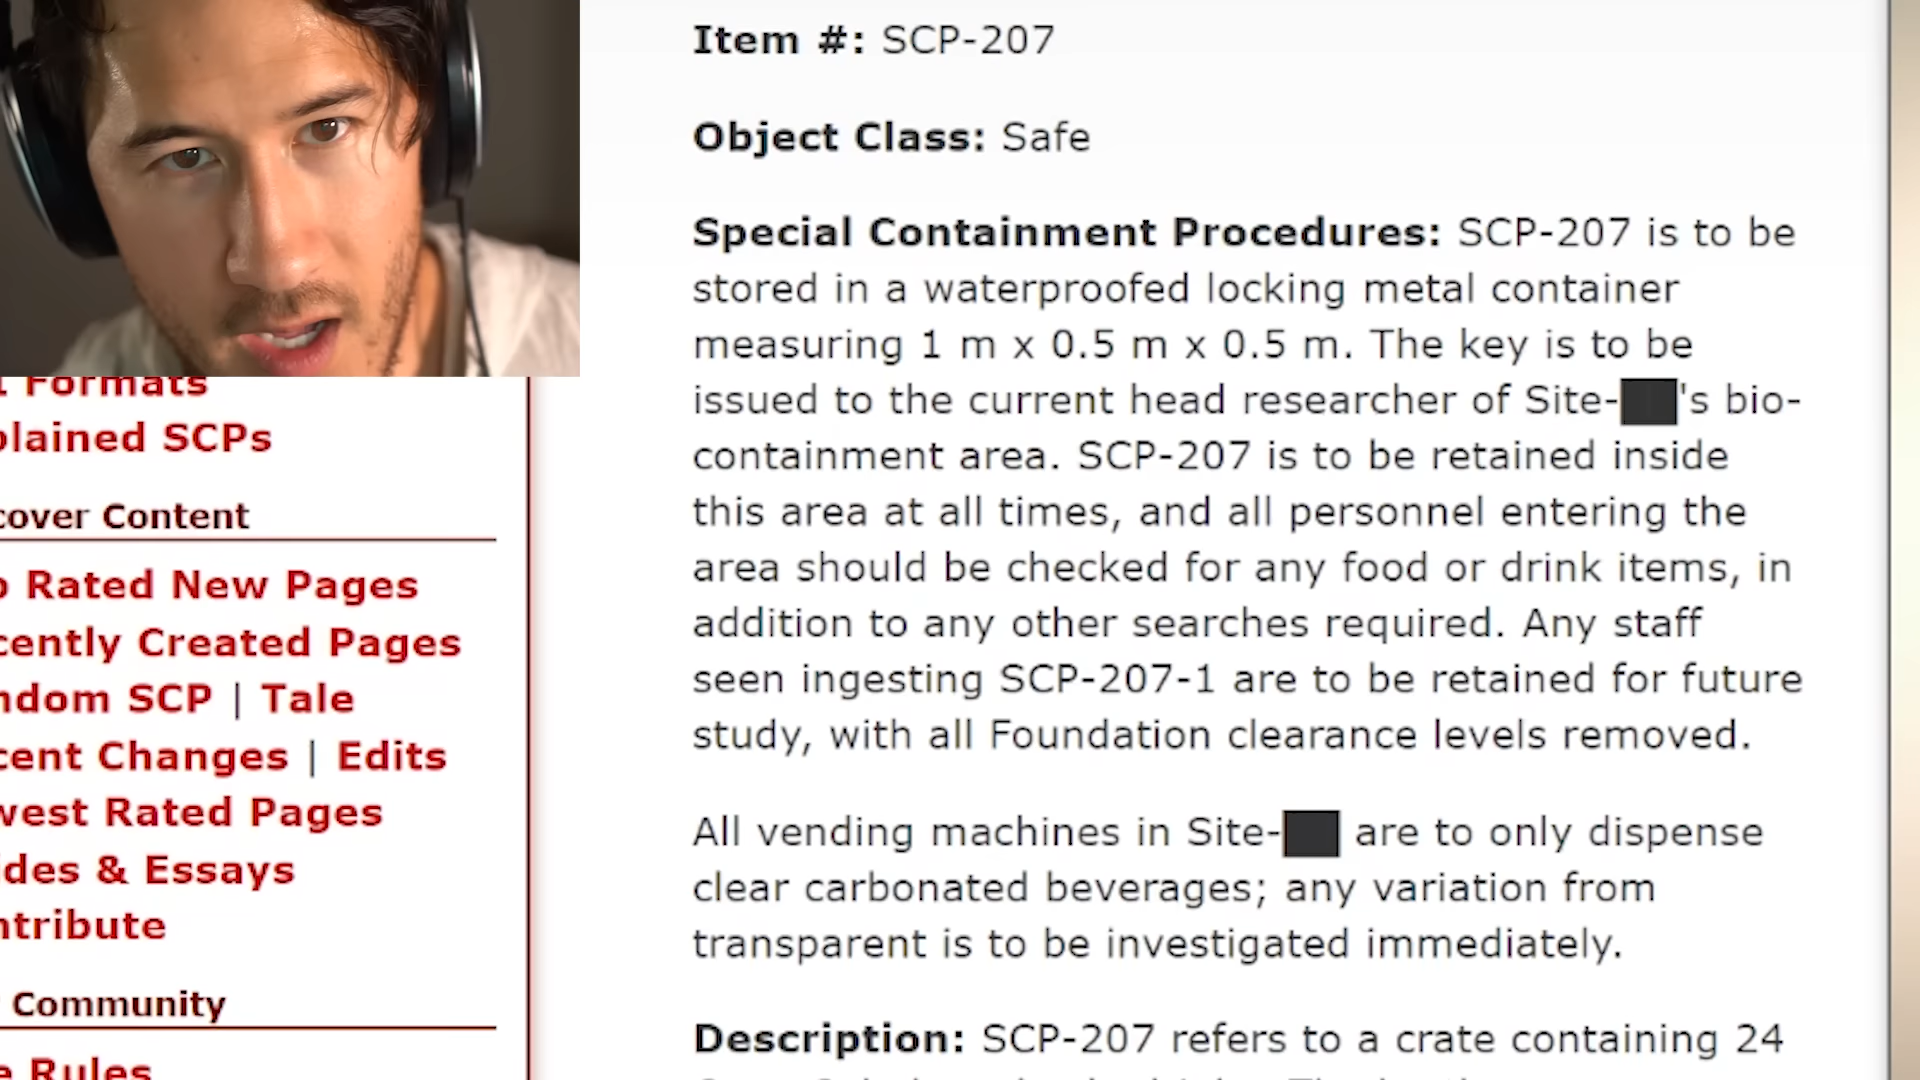 Formats
plained SCPs
cover Content
Rated New Pages
cently Created Pages
ndom SCP | Tale
cent Changes | Edits
west Rated Pages
ides & Essays
ntribute
Community
Rules
Item #: SCP-207
Object Class: Safe
Special Containment Procedures: SCP-207 is to be
stored in a waterproofed locking metal container
measuring 1 m x 0.5 m x 0.5 m. The key is to be
issued to the current head researcher of Site-██'s bio-
containment area. SCP-207 is to be retained inside
this area at all times, and all personnel entering the
area should be checked for any food or drink items, in
addition to any other searches required. Any staff
seen ingesting SCP-207-1 are to be retained for future
study, with all Foundation clearance levels removed.
All vending machines in Site-██ are to only dispense
clear carbonated beverages; any variation from
transparent is to be investigated immediately.
Description: SCP-207 refers to a crate containing 24